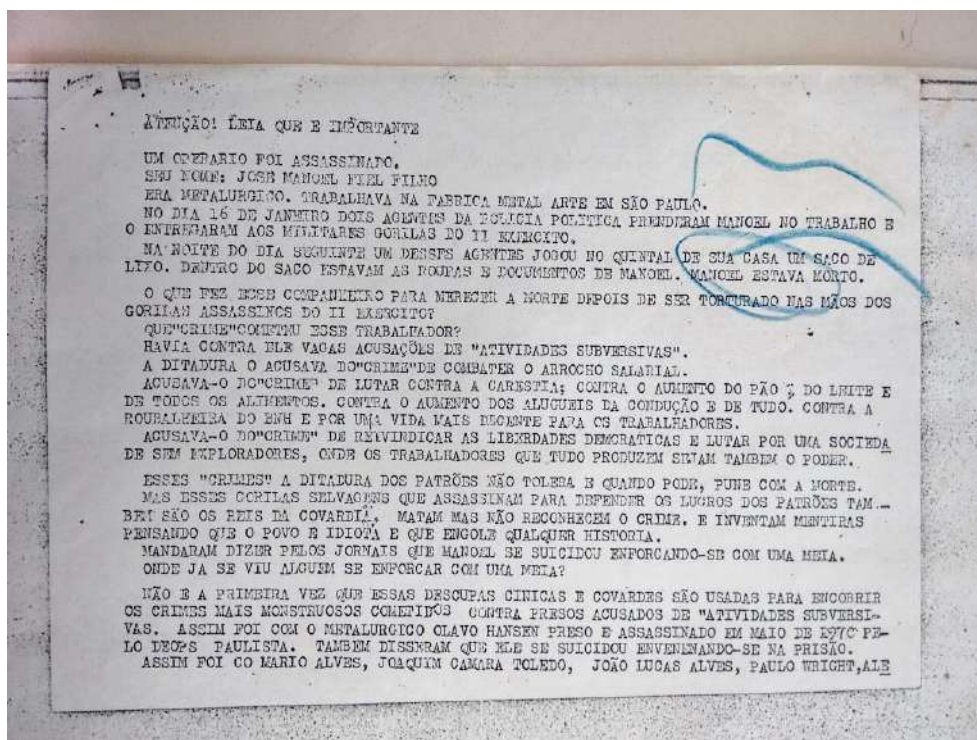 ATENÇÃO! LEIA QUE E IMPORTANTE
UM OPERARIO FOI ASSASSINADO.
SEU NOME: JOSÉ MANOEL FIEL FILHO
ERA METALURGICO. TRABALHAVA NA FABRICA METAL ARTE EM SÃO PAULO.
NO DIA 16 DE JANEIRO DOIS AGENTES DA POLICIA POLITICA PRENDERAM MANOEL NO TRABALHO E
O ENTREGARAM AOS MILITARES GORILAS DO II EXERCITO.
NA NOITE DO DIA SEGUINTE UM DESSES AGENTES JOGOU NO QUINTAL DE SUA CASA UM SACO DE
LIXO. DENTRO DO SACO ESTAVAM AS ROUPAS E DOCUMENTOS DE MANOEL. MANOEL ESTAVA MORTO.
O QUE FEZ ESSE COMPANHEIRO PARA MERECER A MORTE DEPOIS DE SER TORTURADO NAS MÃOS DOS
GORILAS ASSASSINOS DO II EXERCITO?
QUE"CRIME"COMETEU ESSE TRABALHADOR?
HAVIA CONTRA ELE VAGAS ACUSAÇÕES DE "ATIVIDADES SUBVERSIVAS".
A DITADURA O ACUSAVA DO"CRIME"DE COMBATER O ARROCHO SALARIAL.
ACUSAVA-O DO"CRIME" DE LUTAR CONTRA A CARESTIA; CONTRA O AUMENTO DO PÃO E DO LEITE E
DE TODOS OS ALIMENTOS. CONTRA O AUMENTO DOS ALUGUEIS DA CONDUÇÃO E DE TUDO. CONTRA A
ROUBALHEIRA DO BNH E POR UMA VIDA MAIS DECENTE PARA OS TRABALHADORES.
ACUSAVA-O DO"CRIME" DE REIVINDICAR AS LIBERDADES DEMOCRATICAS E LUTAR POR UMA SOCIEDA
DE SEM EXPLORADORES, ONDE OS TRABALHADORES QUE TUDO PRODUZEM SEJAM TAMBEM O PODER.
ESSES "CRIMES" A DITADURA DOS PATRÕES NÃO TOLERA E QUANDO PODE, PUNE COM A MORTE.
MAS ESSES GORILAS SELVAGENS QUE ASSASSINAM PARA DEFENDER OS LUCROS DOS PATRÕES TAM-
BEM SÃO OS REIS DA COVARDIA. MATAM MAS NÃO RECONHECEM O CRIME. E INVENTAM MENTIRAS
PENSANDO QUE O POVO E IDIOTA E QUE ENGOLE QUALQUER HISTORIA.
MANDARAM DIZER PELOS JORNAIS QUE MANOEL SE SUICIDOU ENFORCANDO-SE COM UMA MEIA.
ONDE JA SE VIU ALGUEM SE ENFORCAR COM UMA MEIA?
NÃO E A PRIMEIRA VEZ QUE ESSAS DESCUPAS CINICAS E COVARDES SÃO USADAS PARA ENCOBRIR
OS CRIMES MAIS MONSTRUOSOS COMETIDOS CONTRA PRESOS ACUSADOS DE "ATIVIDADES SUBVERSI-
VAS. ASSIM FOI COM O METALURGICO OLAVO HANSEN PRESO E ASSASSINADO EM MAIO DE 1970 PE-
LO DEOPS PAULISTA. TAMBEM DISSERAM QUE ELE SE SUICIDOU ENVENENANDO-SE NA PRISÃO.
ASSIM FOI CO MARIO ALVES, JOAQUIM CAMARA TOLEDO, JOÃO LUCAS ALVES, PAULO WRIGHT,ALE